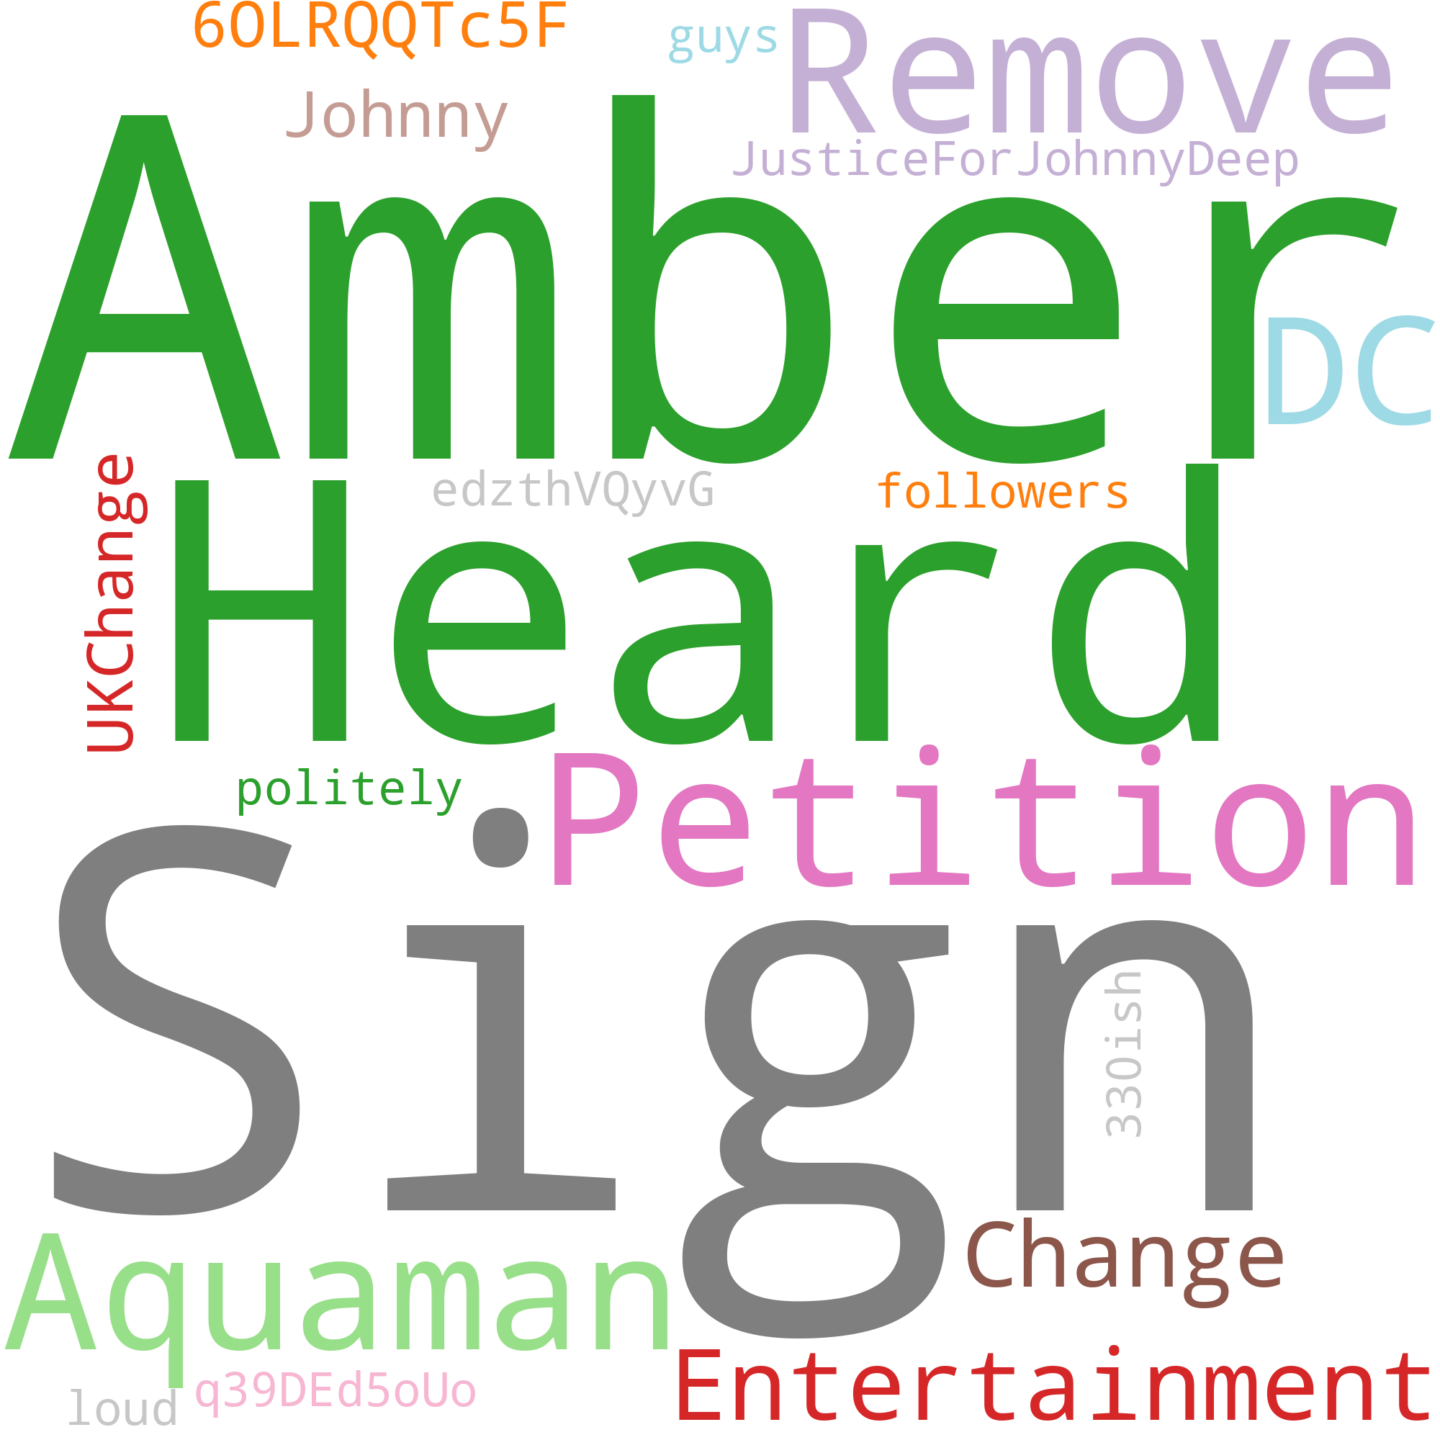 6OLRQQTc5F
guys
Remove
Johnny
JusticeForJohnnyDeep
Amber
DC
UKChange
edzthVQyvG
followers
Heard
politely
Petition
Sign
33Oish
Aquaman
Change
q39DEd5oUo
loud
Entertainment